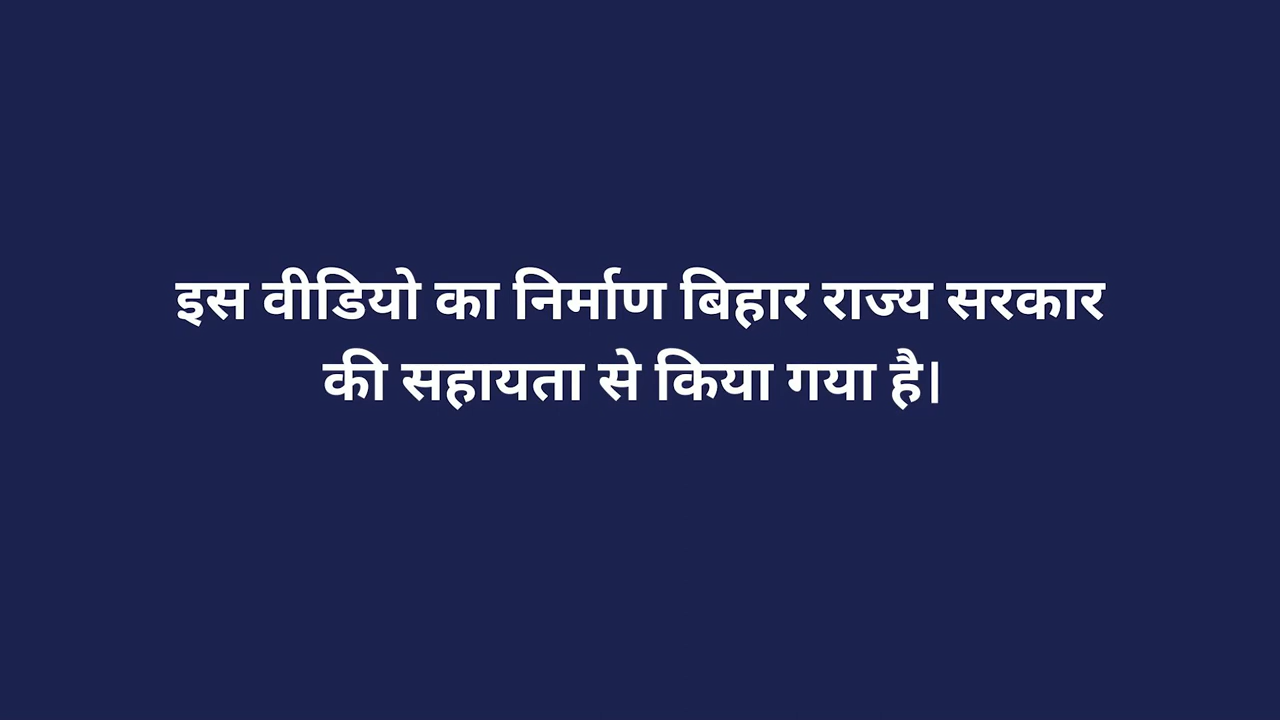 इस वीडियो का निर्माण बिहार राज्य सरकार
की सहायता से किया गया है।